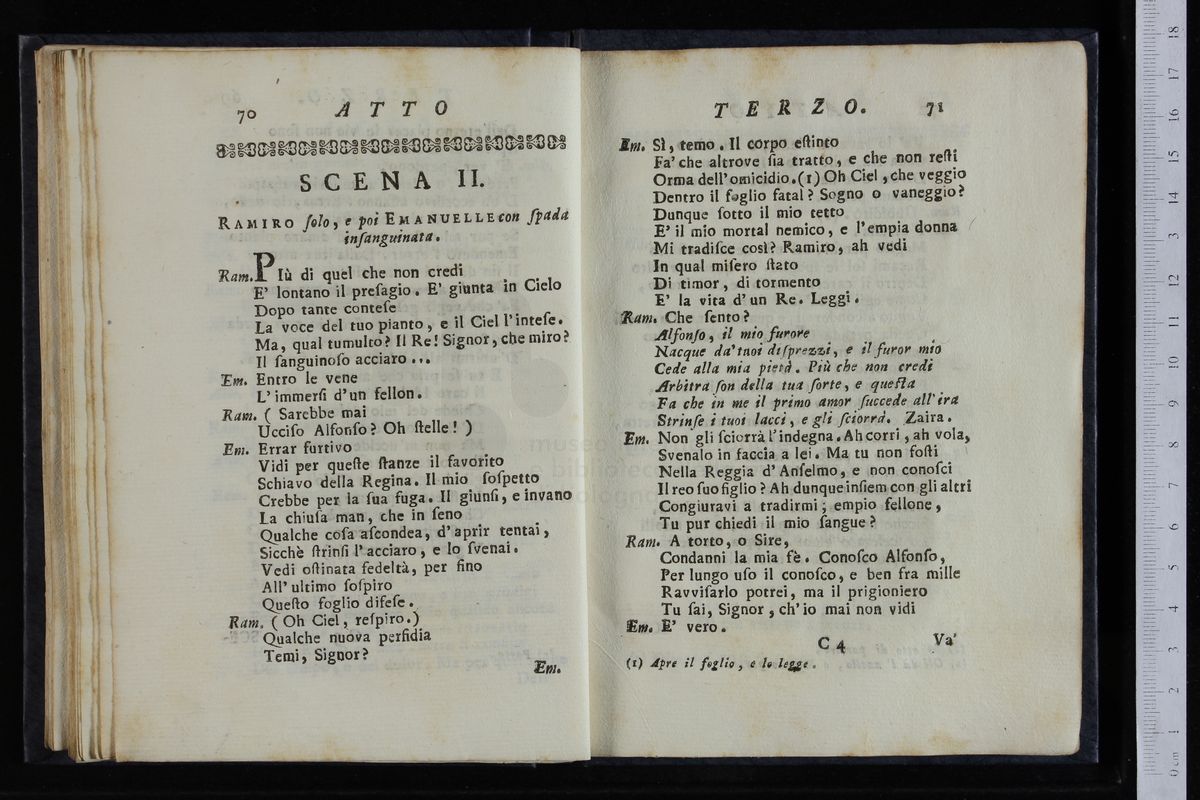 70 ATTO
SCENA II.
RAMIRO ſolo, e poi EMANUELLE con ſpada
inſanguinata.
Ram. PIù di quel che non credi
E' lontano il preſagio. E' giunta in Cielo
Dopo tante conteſe
La voce del tuo pianto, e il Ciel l'inteſe.
Ma, qual tumulto? Il Re! Signor, che miro?
Il ſanguinoſo acciaro ...
Em. Entro le vene
L'immerſi d'un fellon.
Ram. ( Sarebbe mai
Ucciſo Alfonſo? Oh ſtelle! )
Em. Errar furtivo
Vidi per queſte ſtanze il favorito
Schiavo della Regina. Il mio ſoſpetto
Crebbe per la ſua fuga. Il giunſi, e invano
La chiuſa man, che in ſeno
Qualche coſa aſcondea, d'aprir tentai,
Sicchè ſtrinſi l'acciaro, e lo ſvenai.
Vedi oſtinata fedeltà, per fino
All'ultimo ſoſpiro
Queſto foglio difeſe.
Ram. ( Oh Ciel, reſpiro.)
Qualche nuova perfidia
Temi, Signor?
Em.
TERZO. 71
Em. Sì, temo. Il corpo eſtinto
Fa' che altrove ſia tratto, e che non reſti
Orma dell'omicidio.(1) Oh Ciel, che veggio
Dentro il foglio fatal? Sogno o vaneggio?
Dunque ſotto il mio tetto
E' il mio mortal nemico, e l'empia donna
Mi tradiſce così? Ramiro, ah vedi
In qual miſero ſtato
Di timor, di tormento
E' la vita d'un Re. Leggi.
Ram. Che ſento?
Alfonſo, il mio furore
Nacque da'tuoi diſprezzi, e il furor mio
Cede alla mia pietà. Più che non credi
Arbitra ſon della tua ſorte, e queſta
Fa che in me il primo amor ſuccede all'ira
Strinſe i tuoi lacci, e gli ſciorrà. Zaira.
Em. Non gli ſciorrà l'indegna. Ah corri, ah vola,
Svenalo in faccia a lei. Ma tu non foſti
Nella Reggia d'Anſelmo, e non conoſci
Il reo ſuo figlio? Ah dunque inſiem con gli altri
Congiuravi a tradirmi; empio fellone,
Tu pur chiedi il mio ſangue?
Ram. A torto, o Sire,
Condanni la mia fè. Conoſco Alfonſo,
Per lungo uſo il conoſco, e ben fra mille
Ravviſarlo potrei, ma il prigioniero
Tu ſai, Signor, ch'io mai non vidi
Em. E' vero.
C 4 Va'
(1) Apre il foglio, e lo legge.